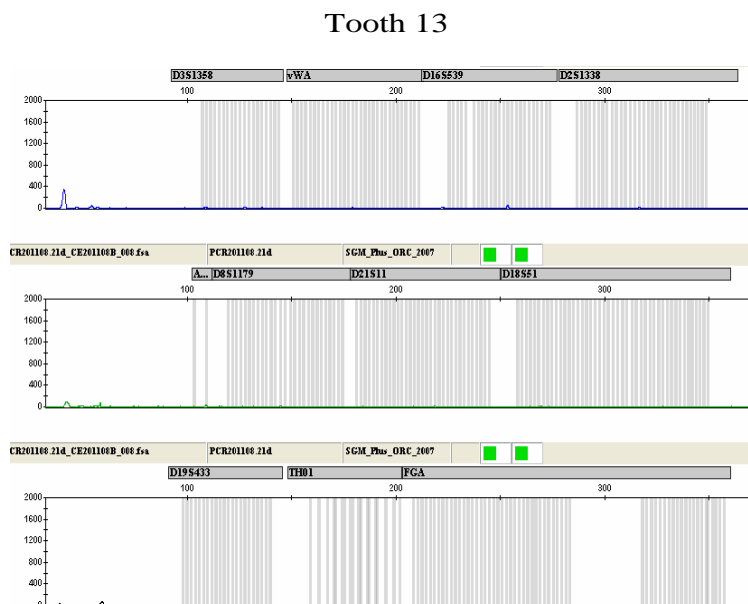 Tooth 13
D3S1358 vWA D16S539 D2S1338
100 200 300
2000
1600
1200
800
400
0
CR201108.21d_CE201108B_008.fsa PCR201108.21d SGM_Plus_ORC_2007
A... D8S1179 D21S11 D18S51
100 200 300
2000
1600
1200
800
400
0
CR201108.21d_CE201108B_008.fsa PCR201108.21d SGM_Plus_ORC_2007
D19S433 TH01 FGA
100 200 300
2000
1600
1200
800
400
0